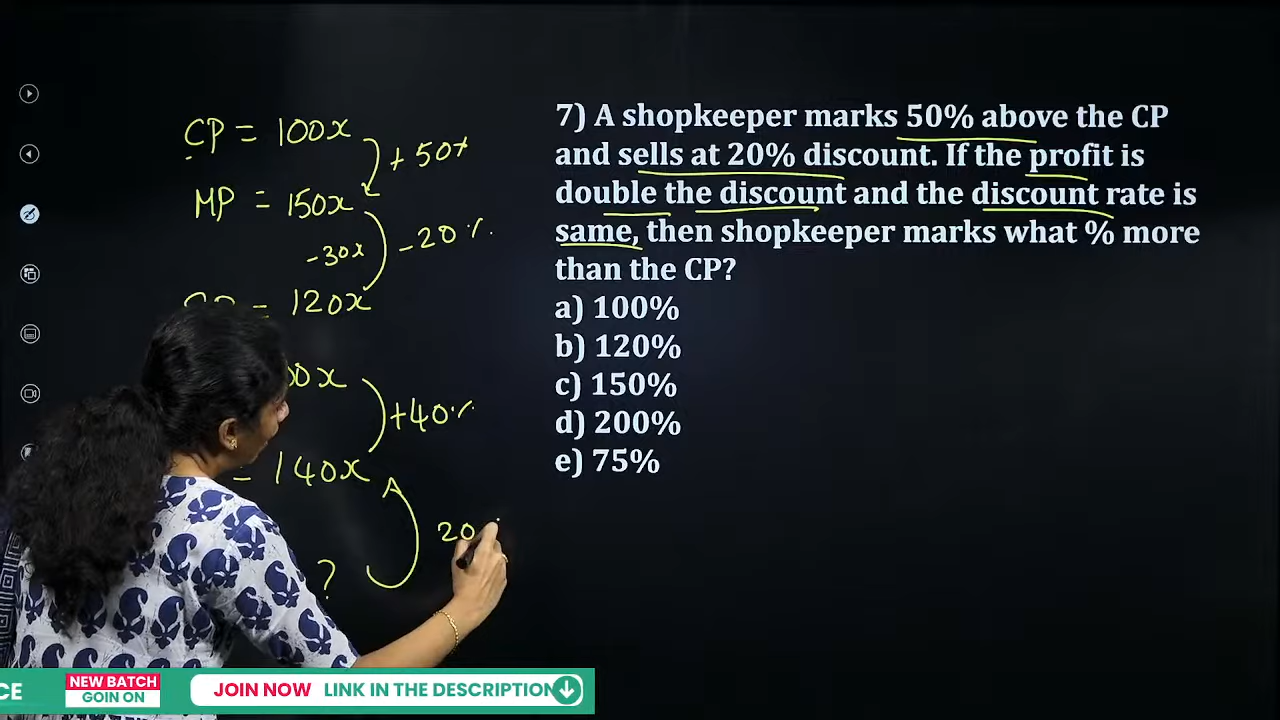 CP = 100x
+ 50%
MP = 150x
-30x
- 20%
= 120x
00x
+40%
= 140x
20
?
7) A shopkeeper marks 50% above the CP
and sells at 20% discount. If the profit is
double the discount and the discount rate is
same, then shopkeeper marks what % more
than the CP?
a) 100%
b) 120%
c) 150%
d) 200%
e) 75%
CE
NEW BATCH
GOIN ON
JOIN NOW LINK IN THE DESCRIPTION